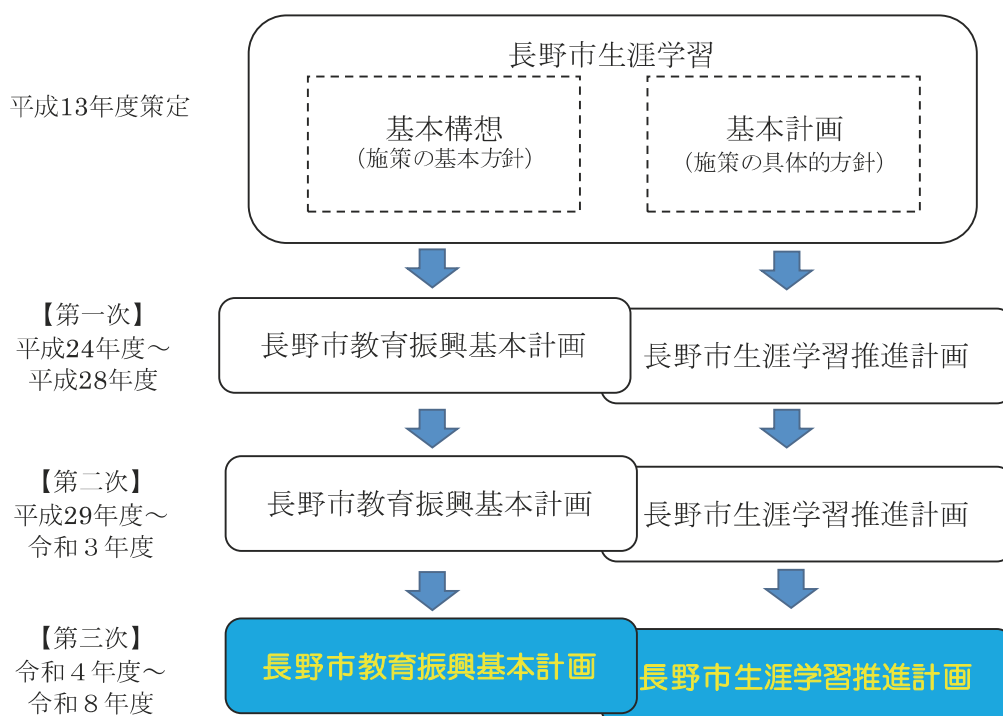 長野市生涯学習
平成13年度策定
基本構想
（施策の基本方針）
基本計画
（施策の具体的方針）
【第一次】
平成24年度～
平成28年度
長野市教育振興基本計画
長野市生涯学習推進計画
【第二次】
平成29年度～
令和３年度
長野市教育振興基本計画
長野市生涯学習推進計画
【第三次】
令和４年度～
令和８年度
長野市教育振興基本計画
長野市生涯学習推進計画